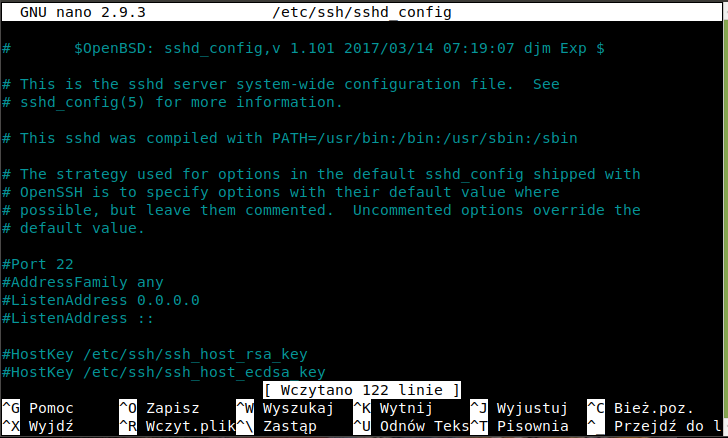 GNU nano 2.9.3 /etc/ssh/sshd_config
# $OpenBSD: sshd_config,v 1.101 2017/03/14 07:19:07 djm Exp $
# This is the sshd server system-wide configuration file. See
# sshd_config(5) for more information.
# This sshd was compiled with PATH=/usr/bin:/bin:/usr/sbin:/sbin
# The strategy used for options in the default sshd_config shipped with
# OpenSSH is to specify options with their default value where
# possible, but leave them commented. Uncommented options override the
# default value.
#Port 22
#AddressFamily any
#ListenAddress 0.0.0.0
#ListenAddress ::
#HostKey /etc/ssh/ssh_host_rsa_key
#HostKey /etc/ssh/ssh_host_ecdsa_key
[ Wczytano 122 linie ]
^G Pomoc ^O Zapisz ^W Wyszukaj ^K Wytnij ^J Wyjustuj ^C Bież.poz.
^X Wyjdź ^R Wczyt.plik ^\ Zastąp ^U Odnów Teks ^T Pisownia ^ Przejdź do l